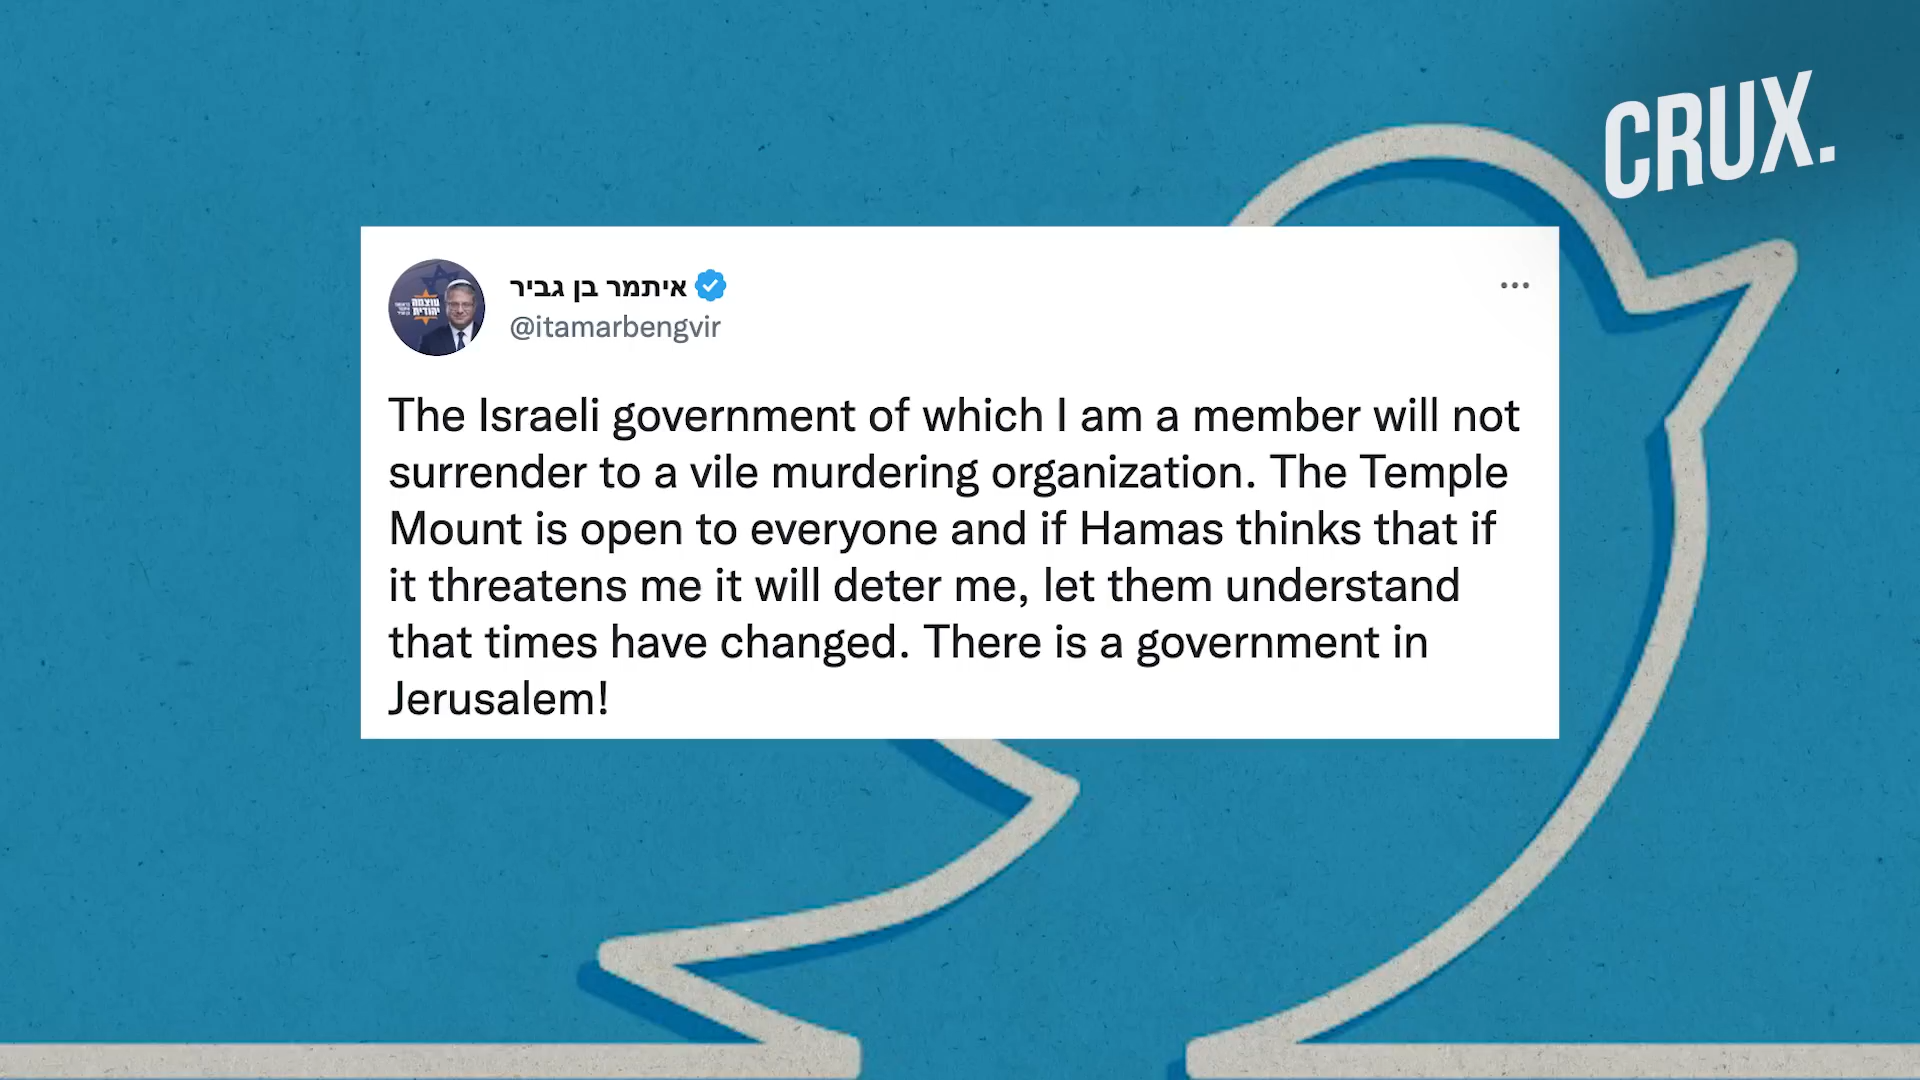 CRUX.
איתמר בן גביר
@itamarbengvir
עוצמה
יהודית
The Israeli government of which I am a member will not
surrender to a vile murdering organization. The Temple
Mount is open to everyone and if Hamas thinks that if
it threatens me it will deter me, let them understand
that times have changed. There is a government in
Jerusalem!